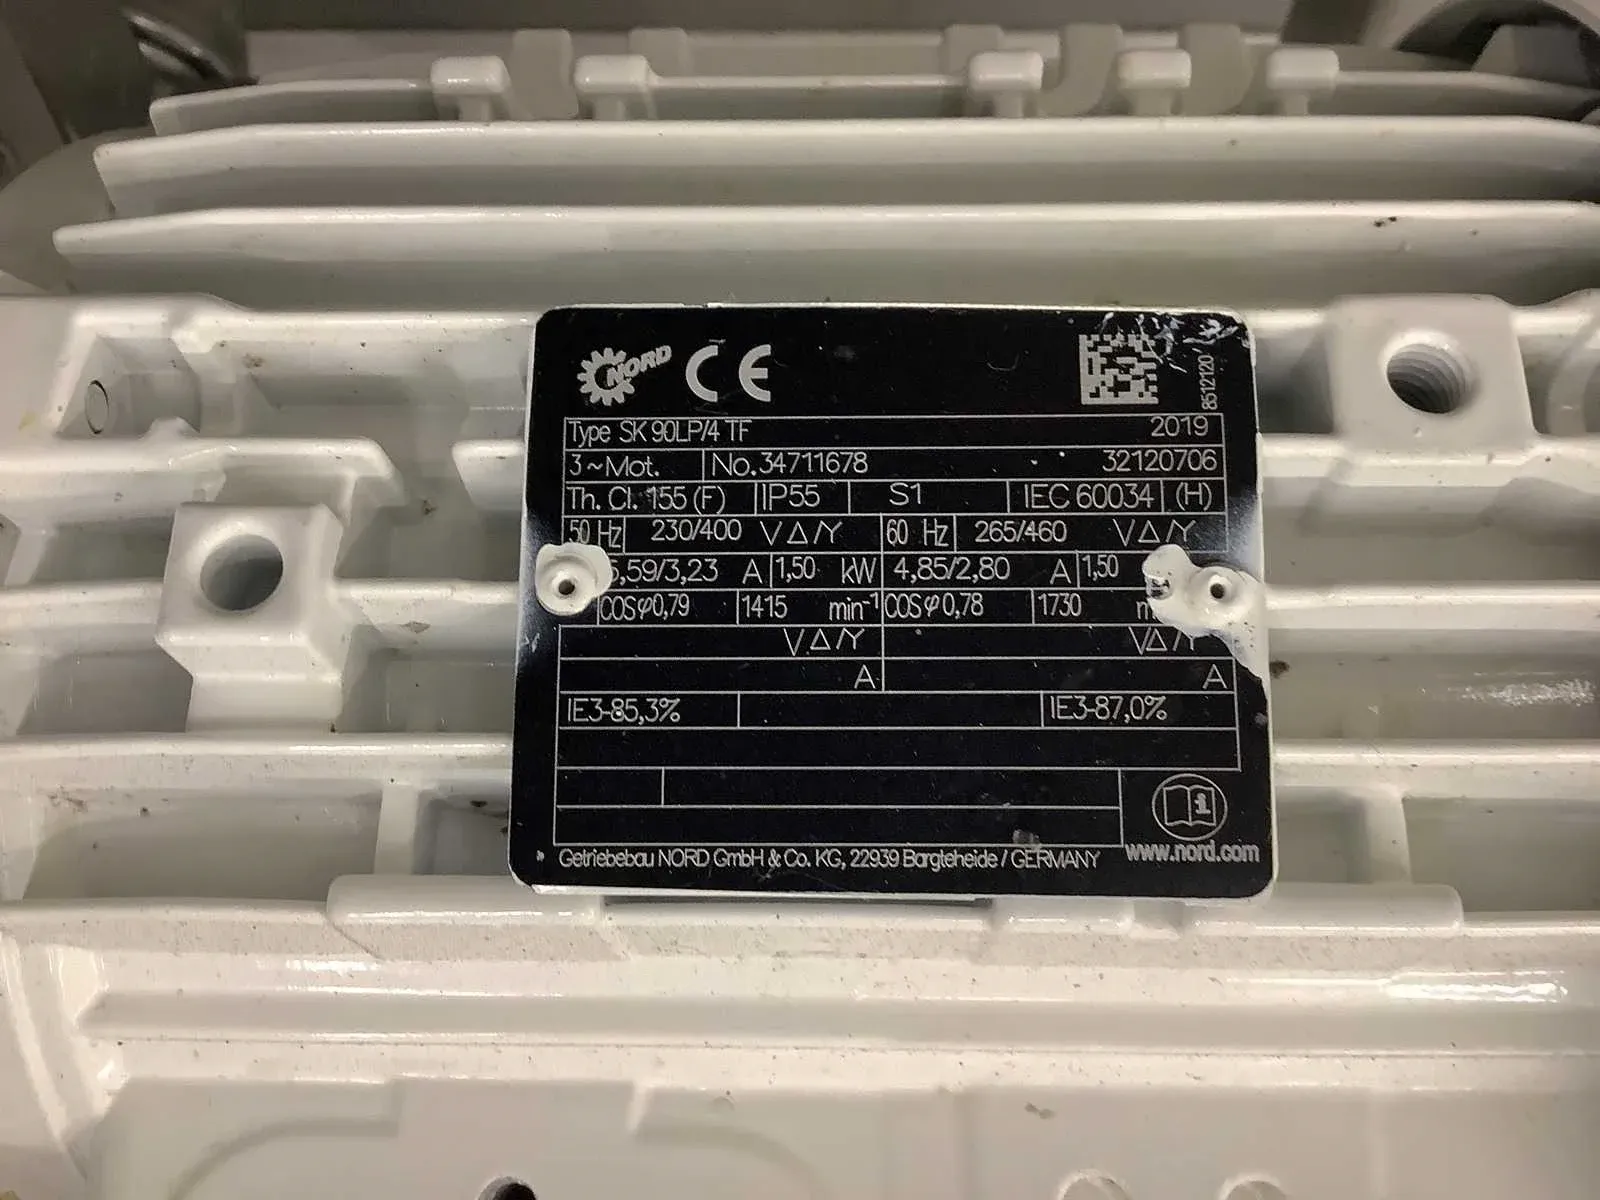 NORD CE
8512120
Type SK 90LP/4 TF 2019
3~Mot. No.34711678 32120706
Th. Cl. 155 (F) IP55 S1 IEC 60034 (H)
50 Hz 230/400 V Δ/Y 60 Hz 265/460 V Δ/Y
5,59/3,23 A 1,50 kW 4,85/2,80 A 1,50
COSφ0,79 1415 min⁻¹ COSφ0,78 1730
V Δ/Y V Δ/Y
A A
IE3-85,3% IE3-87,0%
Getriebebau NORD GmbH & Co. KG, 22939 Bargteheide / GERMANY www.nord.com